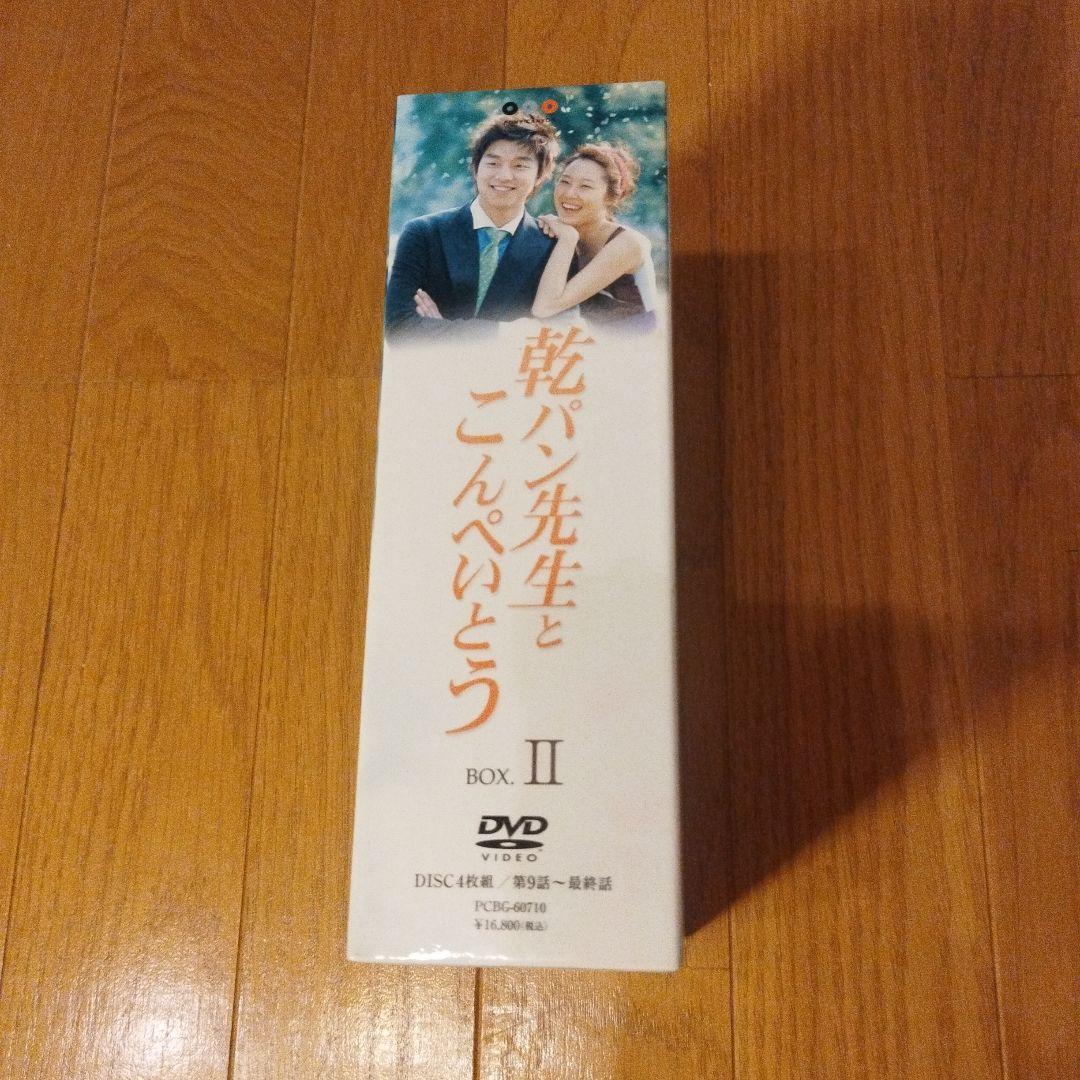 乾パン先生と
こんぺいとう
BOX. II
DVD
VIDEO
DISC4枚組/第9話~最終話
PCBG-60710
¥16,800(税込)